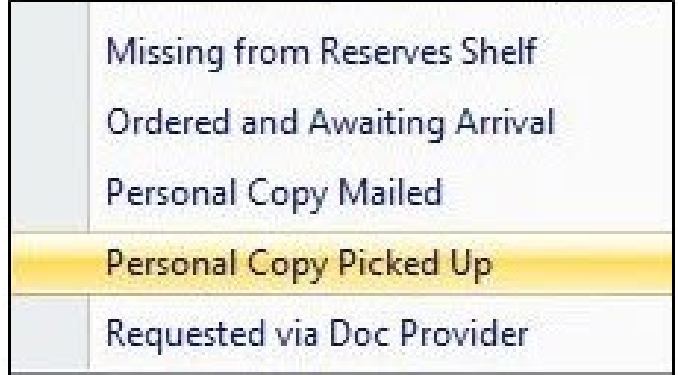 Missing from Reserves Shelf
Ordered and Awaiting Arrival
Personal Copy Mailed
Personal Copy Picked Up
Requested via Doc Provider